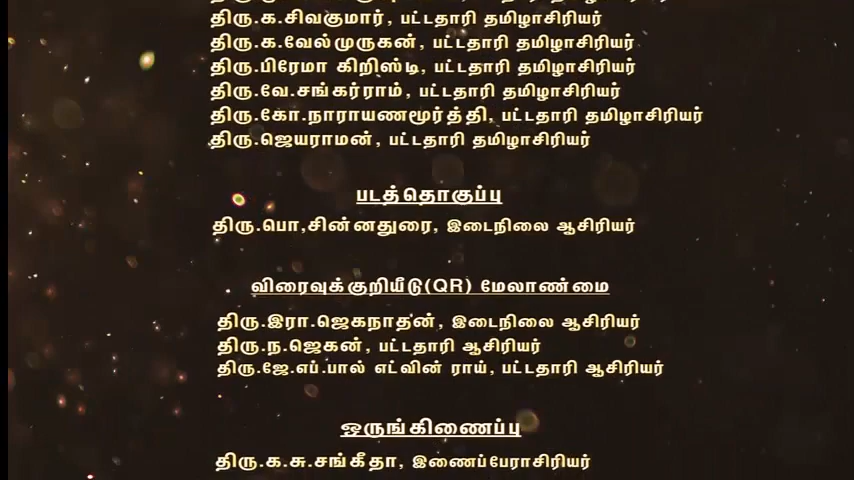 திரு.க.சிவகுமார், பட்டதாரி தமிழாசிரியர்
திரு.க.வேல்முருகன், பட்டதாரி தமிழாசிரியர்
திரு.பிரேமா கிறிஸ்டி, பட்டதாரி தமிழாசிரியர்
திரு.வே.சங்கர்ராம், பட்டதாரி தமிழாசிரியர்
திரு.கோ.நாராயணமூர்த்தி, பட்டதாரி தமிழாசிரியர்
திரு.ஜெயராமன், பட்டதாரி தமிழாசிரியர்
படத்தொகுப்பு
திரு.பொ,சின்னதுரை, இடைநிலை ஆசிரியர்
விரைவுக்குறியீடு(QR) மேலாண்மை
திரு.இரா.ஜெகநாதன், இடைநிலை ஆசிரியர்
திரு.ந.ஜெகன், பட்டதாரி ஆசிரியர்
திரு.ஜே.எப்.பால் எட்வின் ராய், பட்டதாரி ஆசிரியர்
ஒருங்கிணைப்பு
திரு.க.சு.சங்கீதா, இணைப்பேராசிரியர்